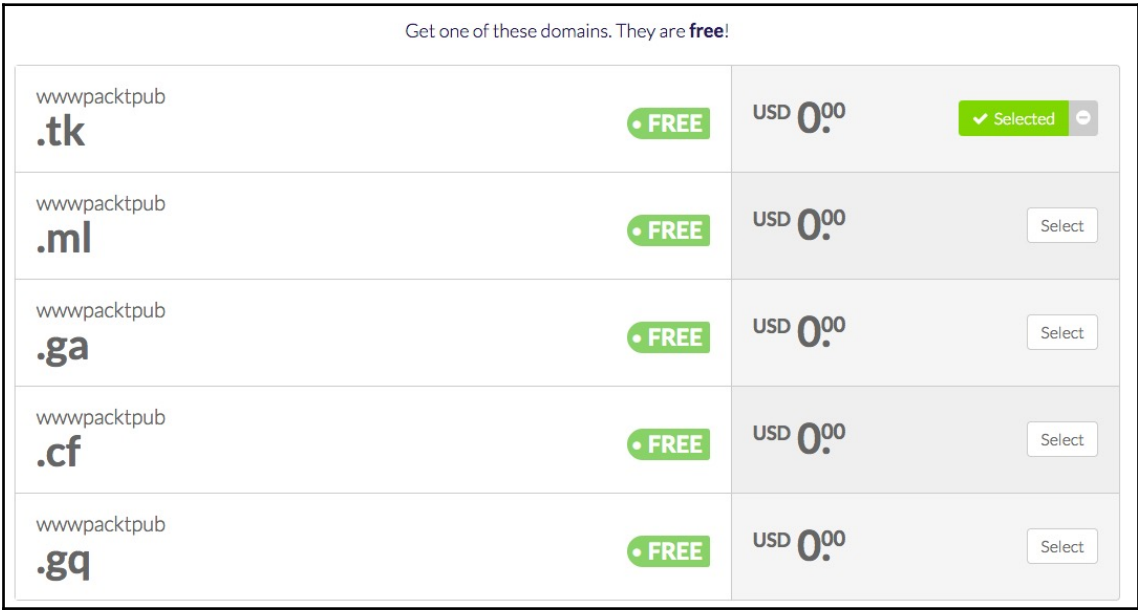 Get one of these domains. They are free!
wwwpacktpub
.tk
FREE
USD 0.00
Selected
wwwpacktpub
.ml
FREE
USD 0.00
Select
wwwpacktpub
.ga
FREE
USD 0.00
Select
wwwpacktpub
.cf
FREE
USD 0.00
Select
wwwpacktpub
.gq
FREE
USD 0.00
Select